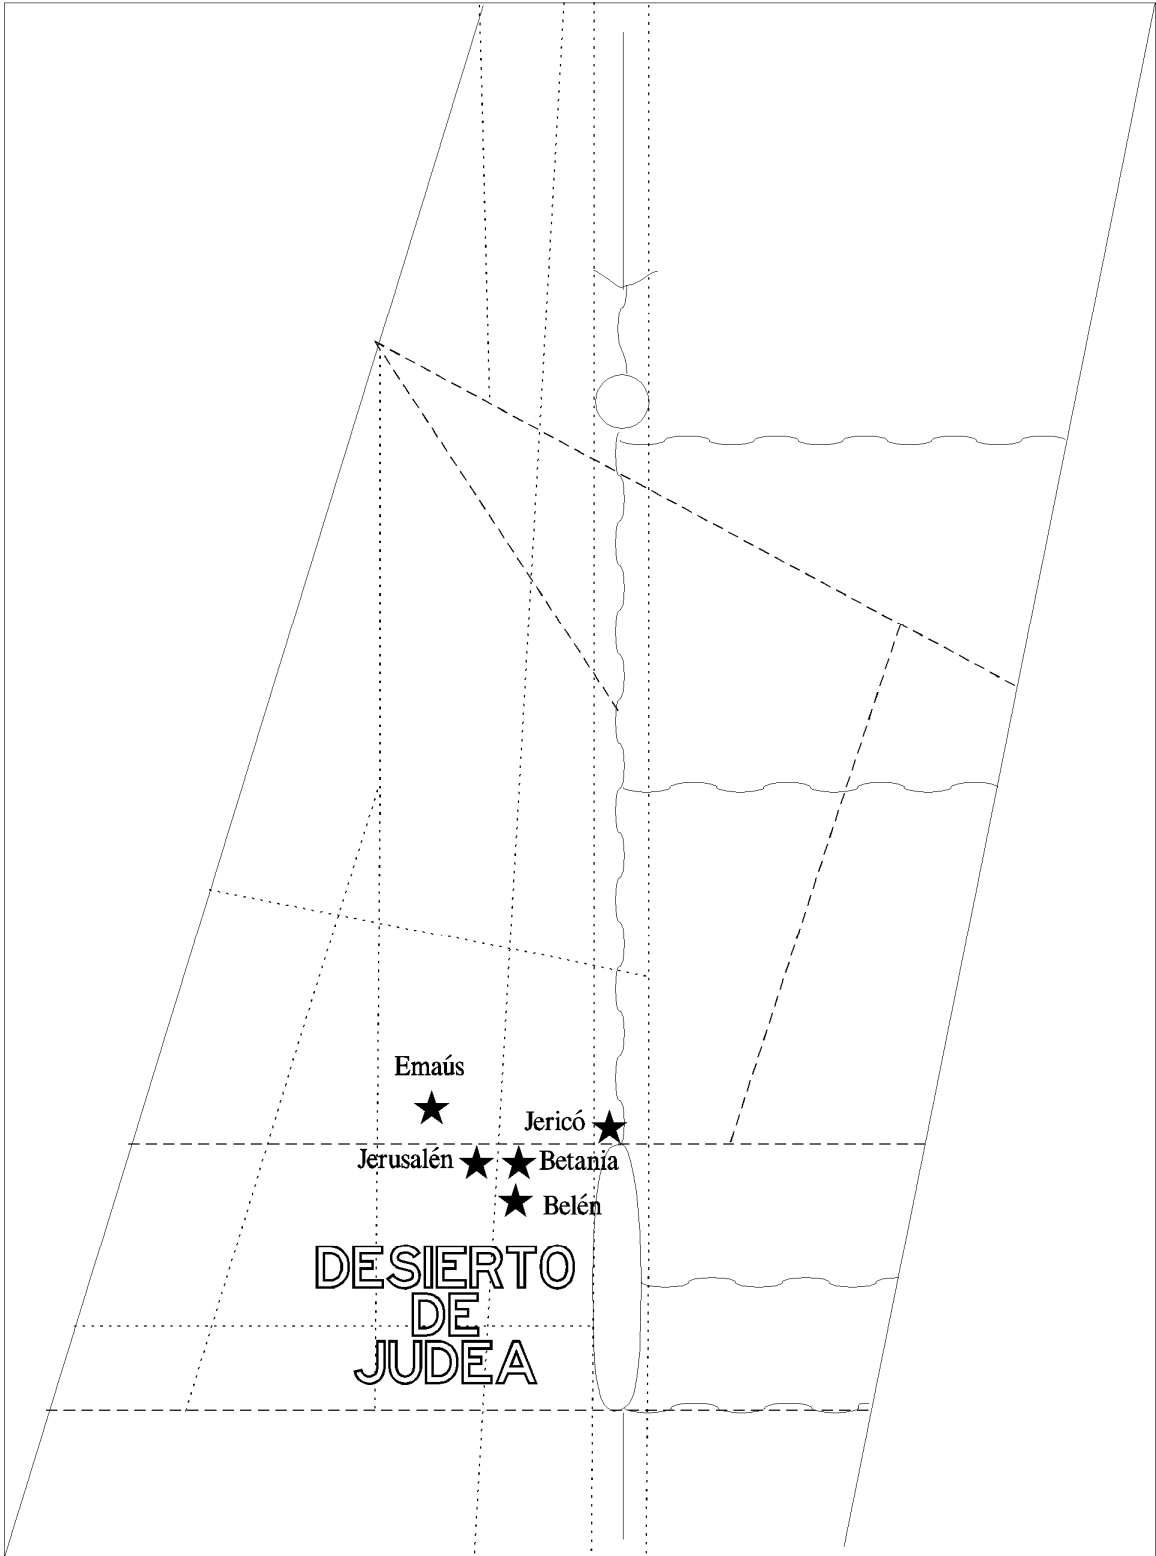 Emaús
Jericó
Jerusalén
Betania
Belén
DESIERTO
DE
JUDEA